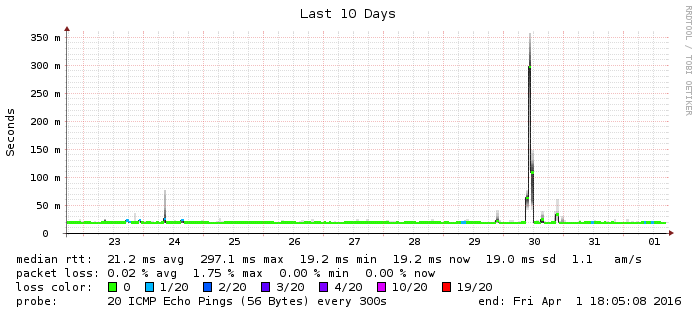 Last 10 Days
RRDTOOL / TOBI OETIKER
Seconds
350 m
300 m
250 m
200 m
150 m
100 m
50 m
0
23 24 25 26 27 28 29 30 31 01
median rtt: 21.2 ms avg 297.1 ms max 19.2 ms min 19.2 ms now 19.0 ms sd 1.1 am/s
packet loss: 0.02 % avg 1.75 % max 0.00 % min 0.00 % now
loss color: 0 1/20 2/20 3/20 4/20 10/20 19/20
probe: 20 ICMP Echo Pings (56 Bytes) every 300s end: Fri Apr 1 18:05:08 2016